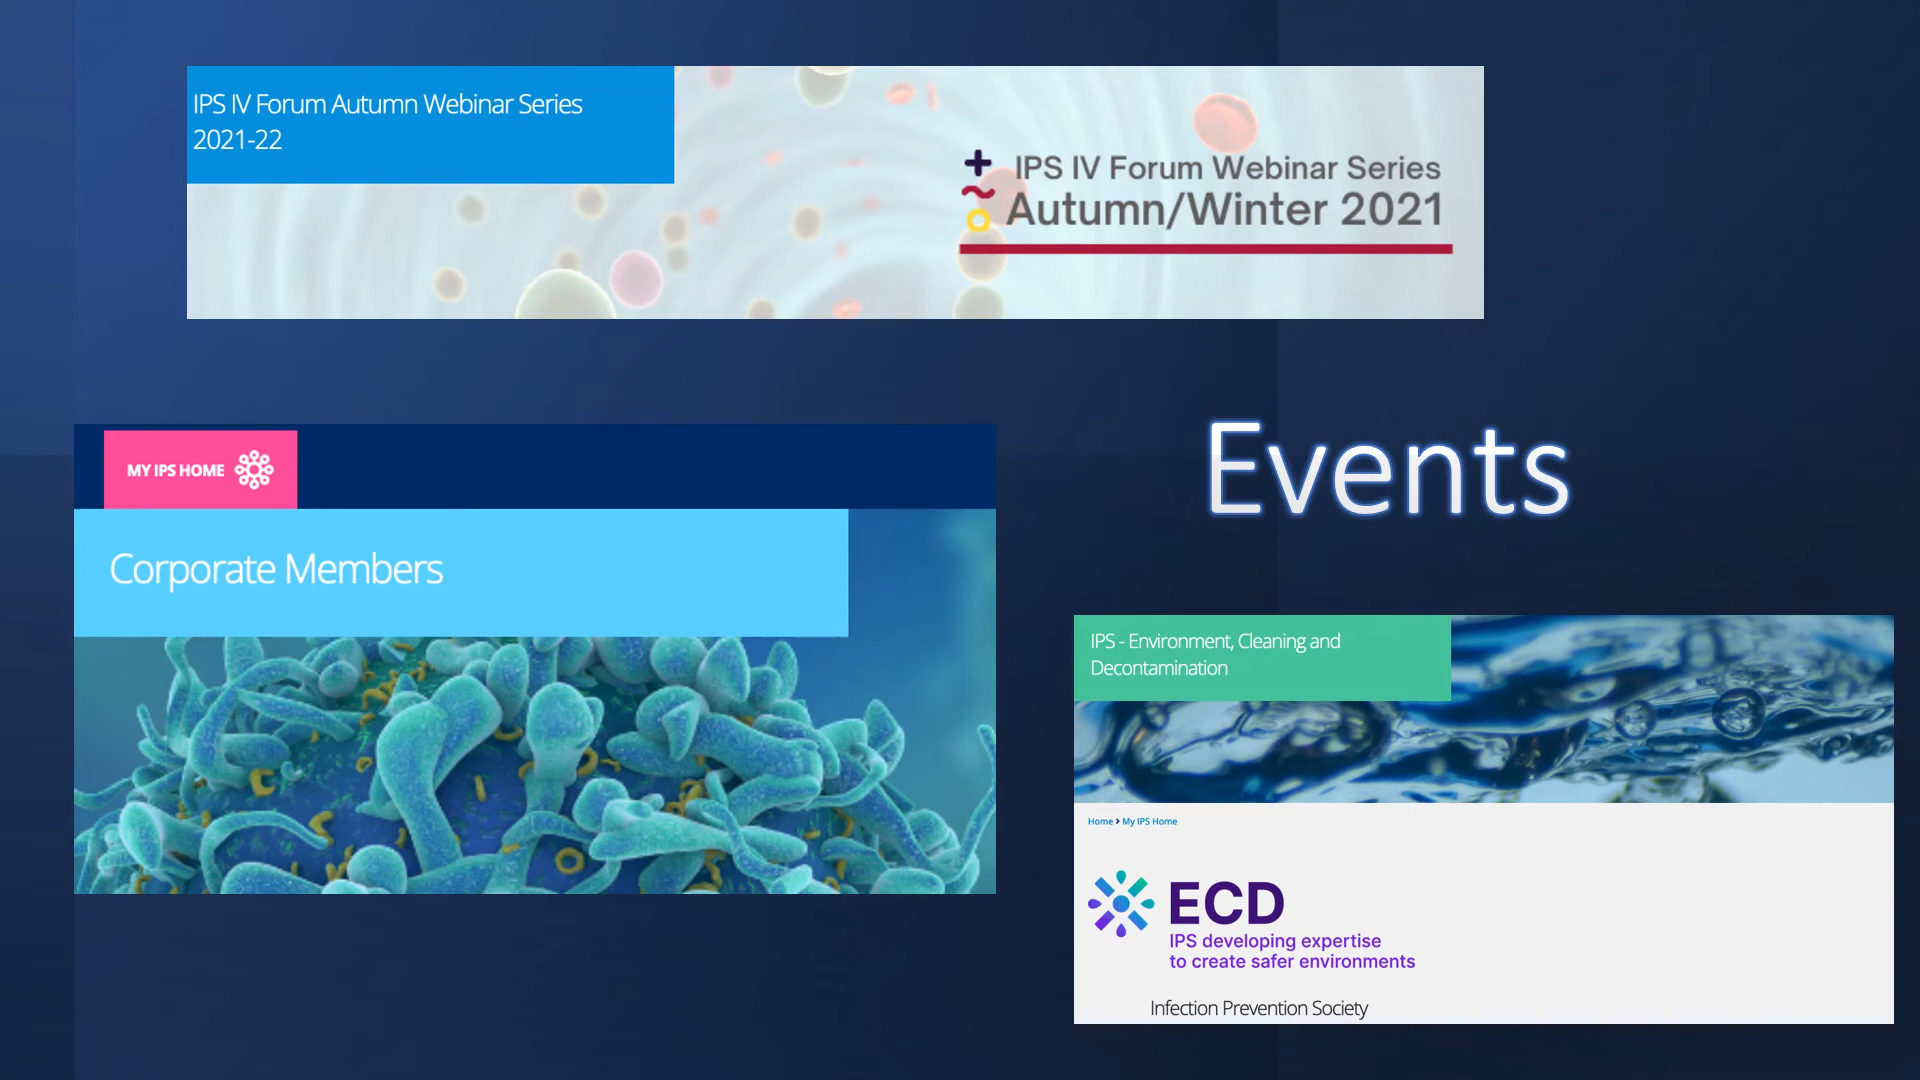 IPS IV Forum Autumn Webinar Series
2021-22
IPS IV Forum Webinar Series
Autumn/Winter 2021
MY IPS HOME
Corporate Members
Events
IPS - Environment, Cleaning and
Decontamination
Home > My IPS Home
ECD
IPS developing expertise
to create safer environments
Infection Prevention Society